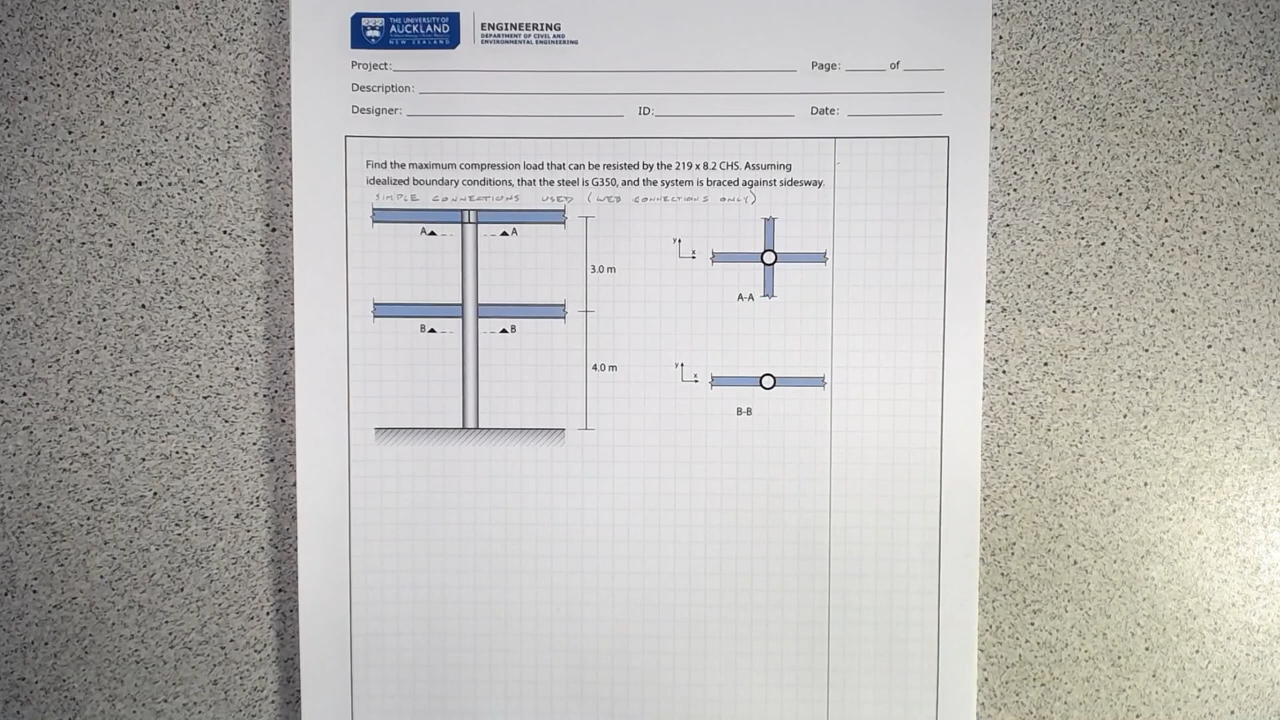 THE UNIVERSITY OF
AUCKLAND
NEW ZEALAND
ENGINEERING
DEPARTMENT OF CIVIL AND
ENVIRONMENTAL ENGINEERING
Project: Page: of
Description:
Designer: ID: Date:
Find the maximum compression load that can be resisted by the 219 x 8.2 CHS. Assuming
idealized boundary conditions, that the steel is G350, and the system is braced against sidesway.
SIMPLE CONNECTIONS USED (WEB CONNECTIONS ONLY)
A A
3.0 m
y x
A-A
B B
4.0 m
y x
B-B